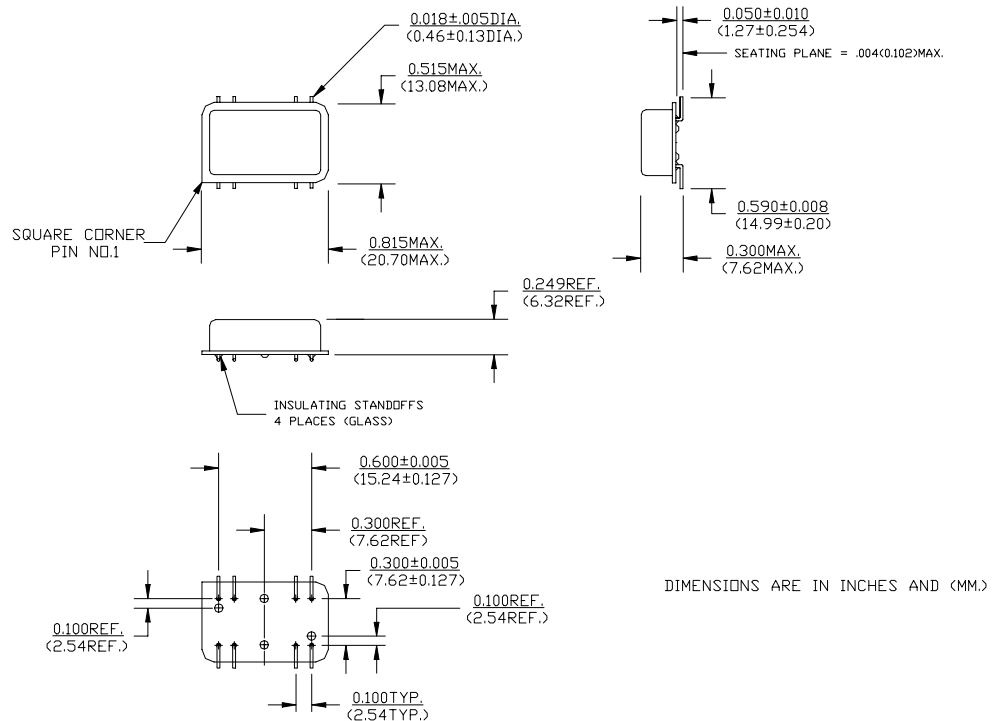 0.018±.005DIA.
(0.46±0.13DIA.)
0.515MAX.
(13.08MAX.)
SQUARE CORNER
PIN NO.1
0.815MAX.
(20.70MAX.)
0.050±0.010
(1.27±0.254)
SEATING PLANE = .004(0.102)MAX.
0.590±0.008
(14.99±0.20)
0.300MAX.
(7.62MAX.)
0.249REF.
(6.32REF.)
INSULATING STANDOFFS
4 PLACES (GLASS)
0.600±0.005
(15.24±0.127)
0.300REF.
(7.62REF)
0.300±0.005
(7.62±0.127)
0.100REF.
(2.54REF.)
0.100REF.
(2.54REF.)
0.100TYP.
(2.54TYP.)
DIMENSIONS ARE IN INCHES AND (MM.)